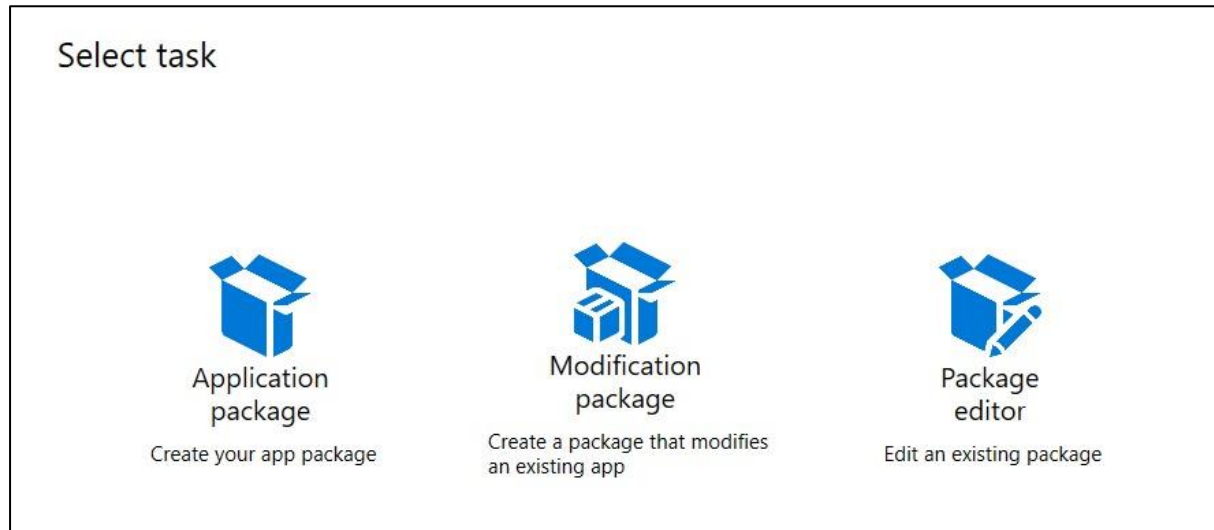 Select task
Application
package
Create your app package
Modification
package
Create a package that modifies
an existing app
Package
editor
Edit an existing package